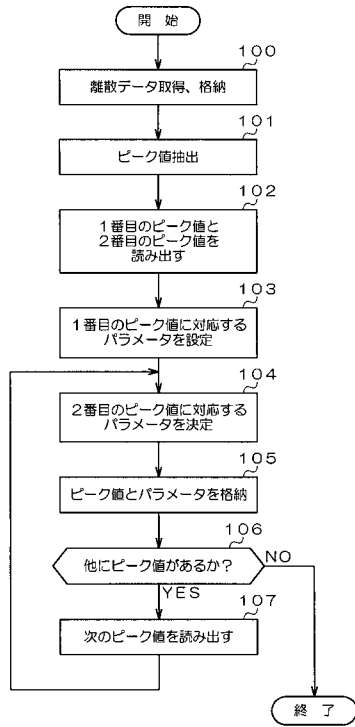 開 始
100
離散データ取得、格納
101
ピーク値抽出
102
1番目のピーク値と
2番目のピーク値を
読み出す
103
1番目のピーク値に対応する
パラメータを設定
104
2番目のピーク値に対応する
パラメータを決定
105
ピーク値とパラメータを格納
106
他にピーク値があるか?
NO
YES
107
次のピーク値を読み出す
終 了